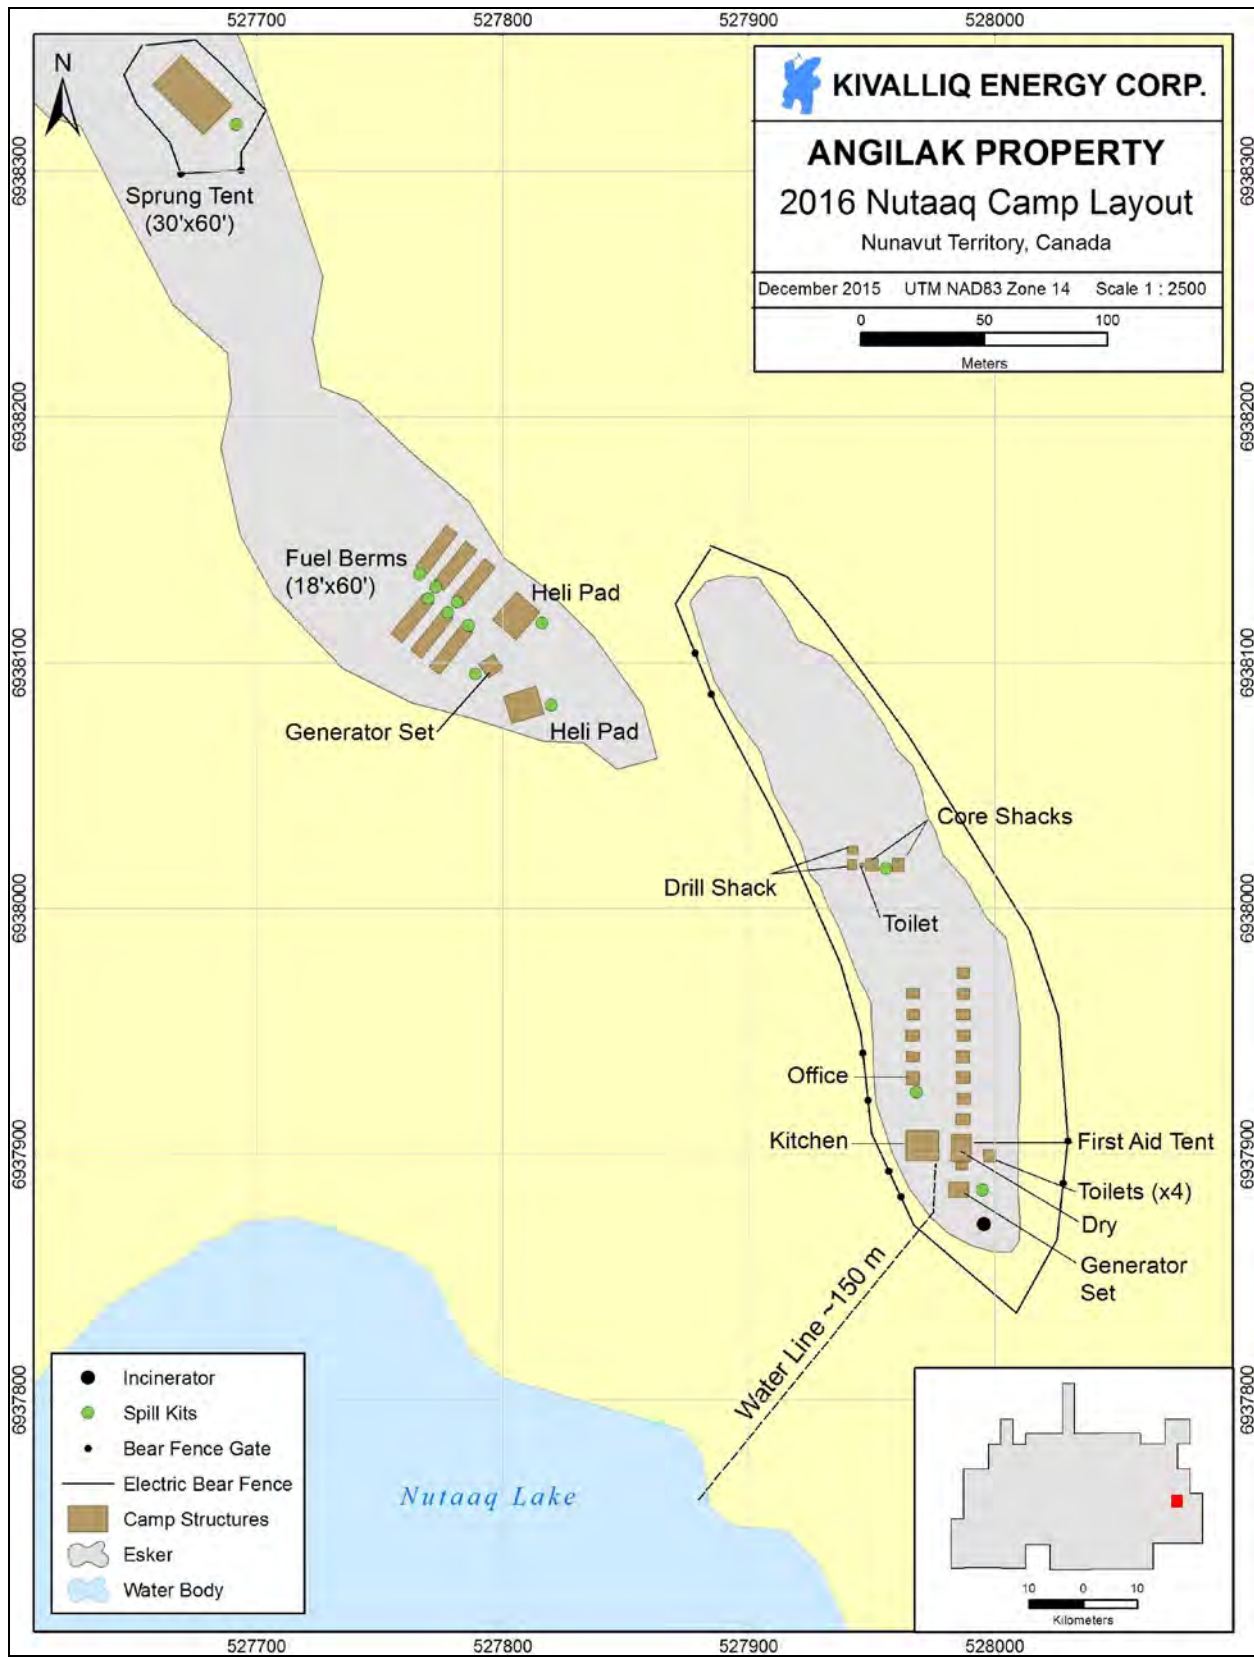 527700
527800
527900
528000
N
KIVALLIQ ENERGY CORP.
ANGILAK PROPERTY
2016 Nutaaq Camp Layout
Nunavut Territory, Canada
December 2015 UTM NAD83 Zone 14 Scale 1 : 2500
0 50 100
Meters
6938300
6938300
Sprung Tent
(30'x60')
6938200
6938200
Fuel Berms
(18'x60')
Heli Pad
6938100
6938100
Generator Set
Heli Pad
Core Shacks
Drill Shack
Toilet
6938000
6938000
Office
Kitchen
First Aid Tent
6937900
6937900
Toilets (x4)
Dry
Generator
Set
Water Line ~150 m
6937800
6937800
Incinerator
Spill Kits
Bear Fence Gate
Electric Bear Fence
Camp Structures
Esker
Water Body
Nutaaq Lake
10 0 10
Kilometers
527700
527800
527900
528000